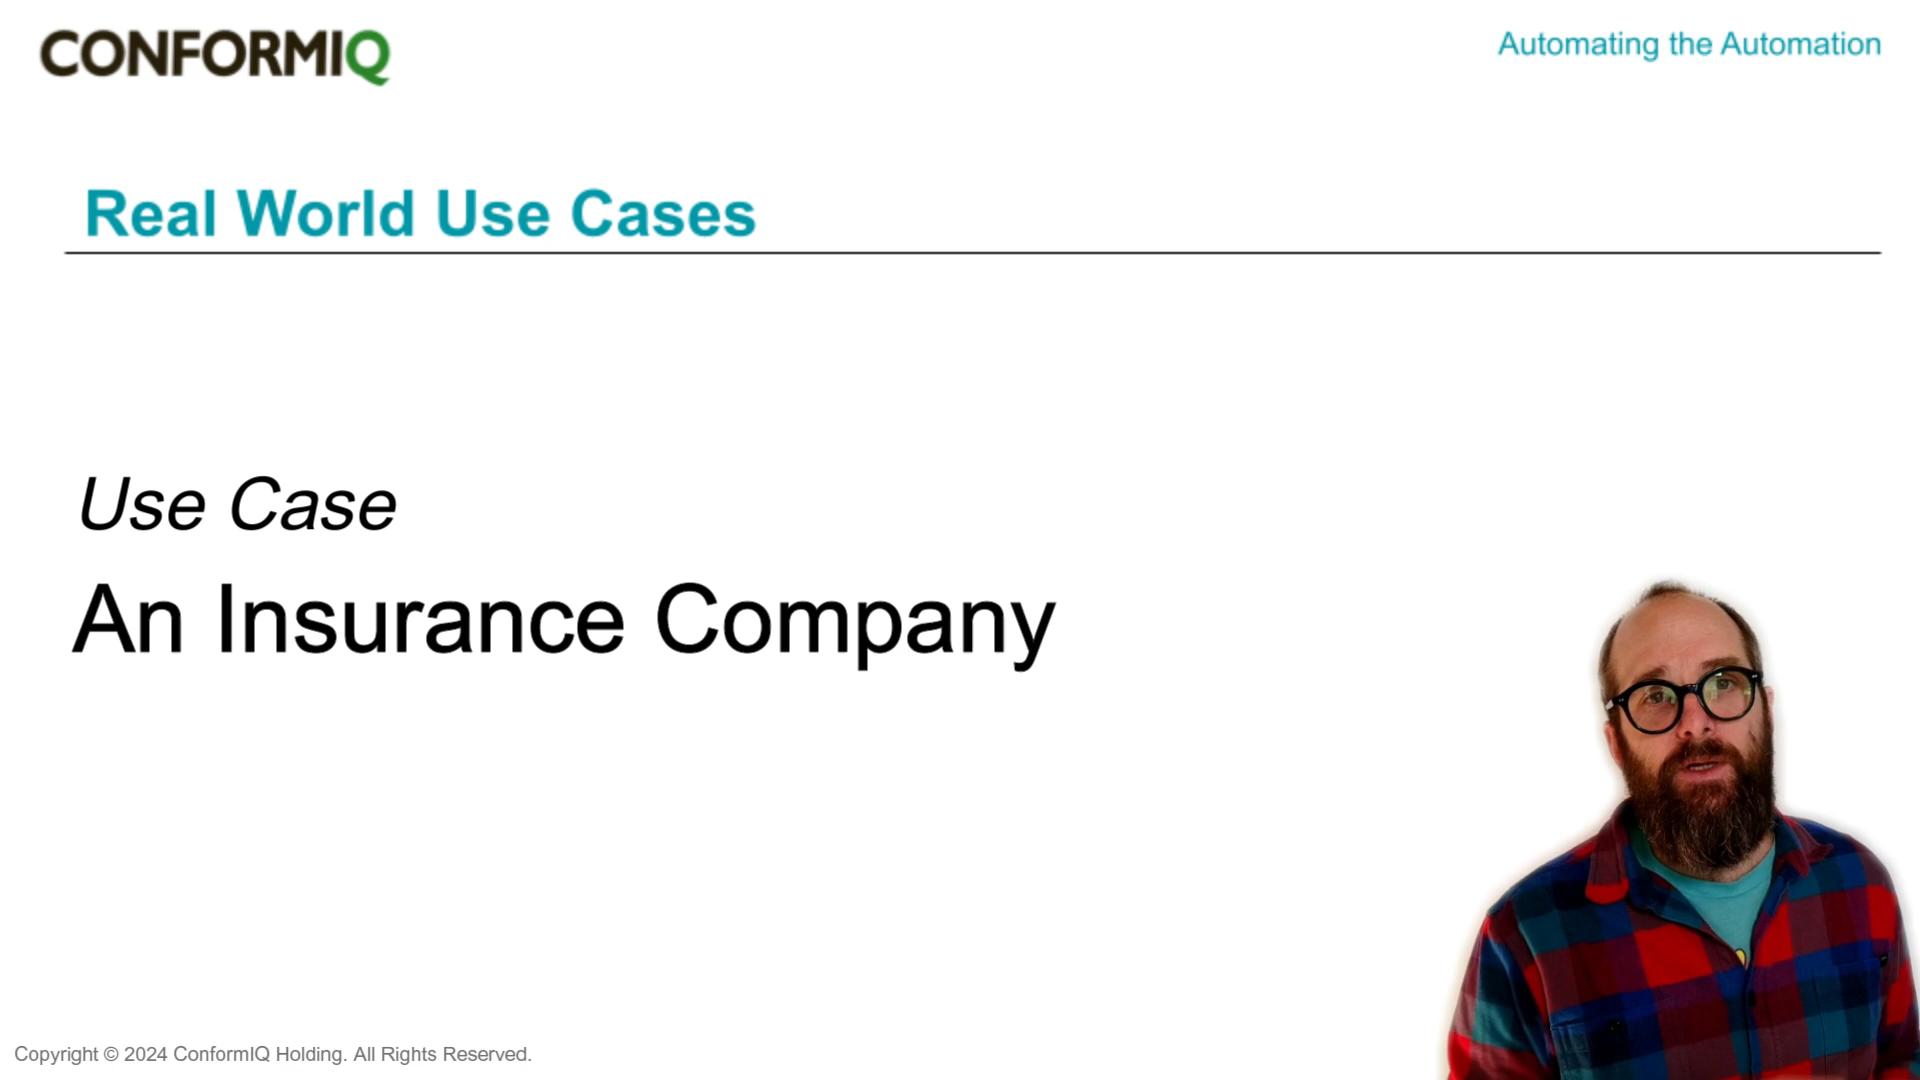 CONFORMIQ
Automating the Automation
Real World Use Cases
Use Case
An Insurance Company
Copyright © 2024 ConformIQ Holding. All Rights Reserved.